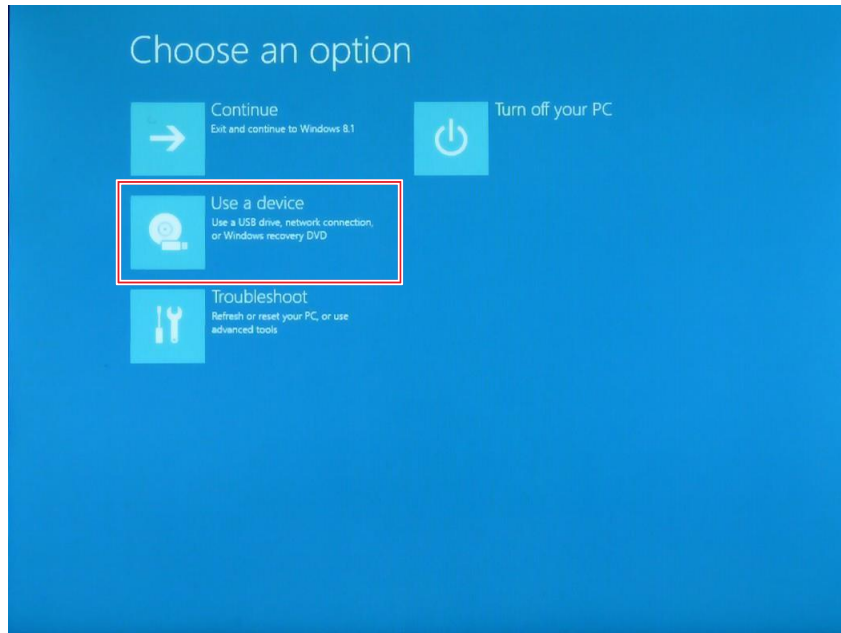 Choose an option
Continue
Exit and continue to Windows 8.1
Turn off your PC
Use a device
Use a USB drive, network connection,
or Windows recovery DVD
Troubleshoot
Refresh or reset your PC, or use
advanced tools